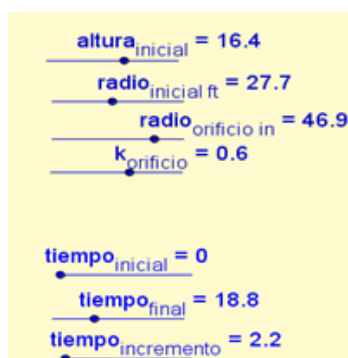 altura inicial = 16.4
radio inicial ft = 27.7
radio orificio in = 46.9
k orificio = 0.6
tiempo inicial = 0
tiempo final = 18.8
tiempo incremento = 2.2